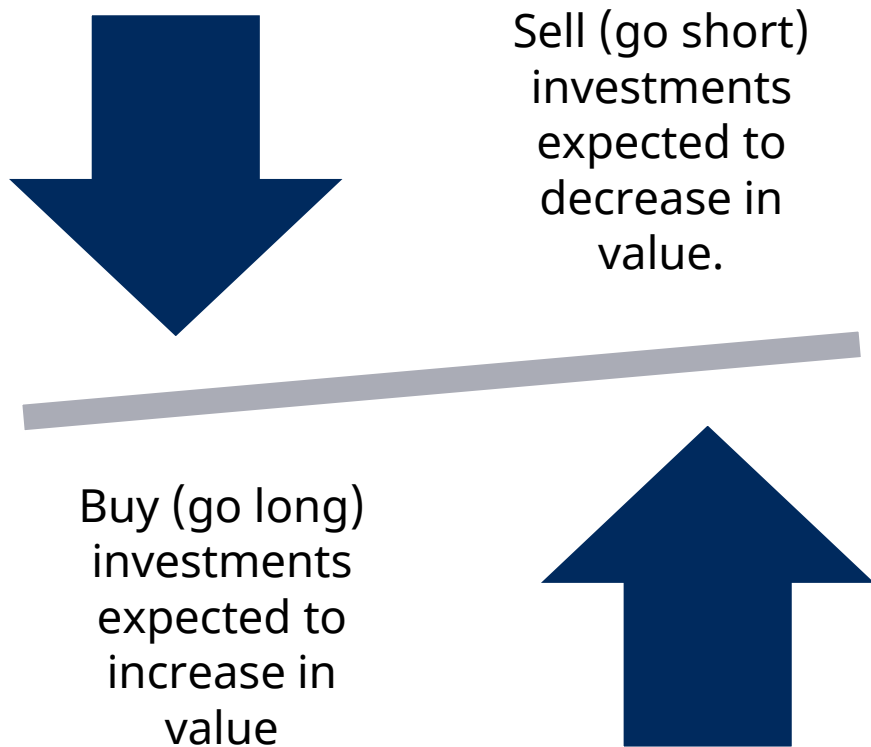 Sell (go short)
investments
expected to
decrease in
value.
Buy (go long)
investments
expected to
increase in
value